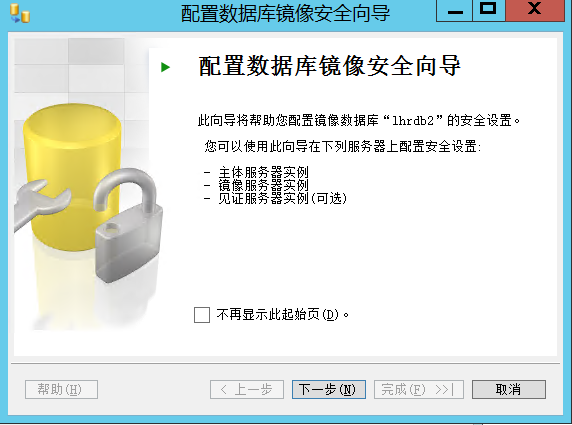 配置数据库镜像安全向导
配置数据库镜像安全向导
此向导将帮助您配置镜像数据库“lhrdb2”的安全设置。
您可以使用此向导在下列服务器上配置安全设置:
- 主体服务器实例
- 镜像服务器实例
- 见证服务器实例(可选)
不再显示此起始页(D)。
帮助(H)
< 上一步
下一步(N)
完成(F) >>|
取消